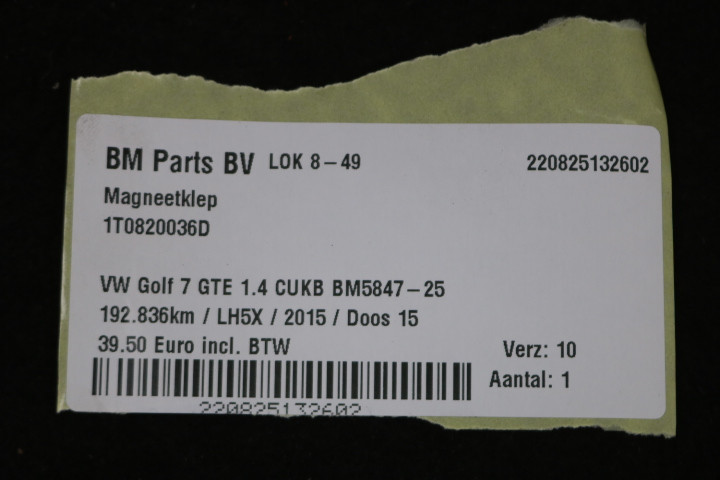 BM Parts BV LOK 8-49 220825132602
Magneetklep
1T0820036D
VW Golf 7 GTE 1.4 CUKB BM5847-25
192.836km / LH5X / 2015 / Doos 15
39.50 Euro incl. BTW Verz: 10
Aantal: 1
220825132602